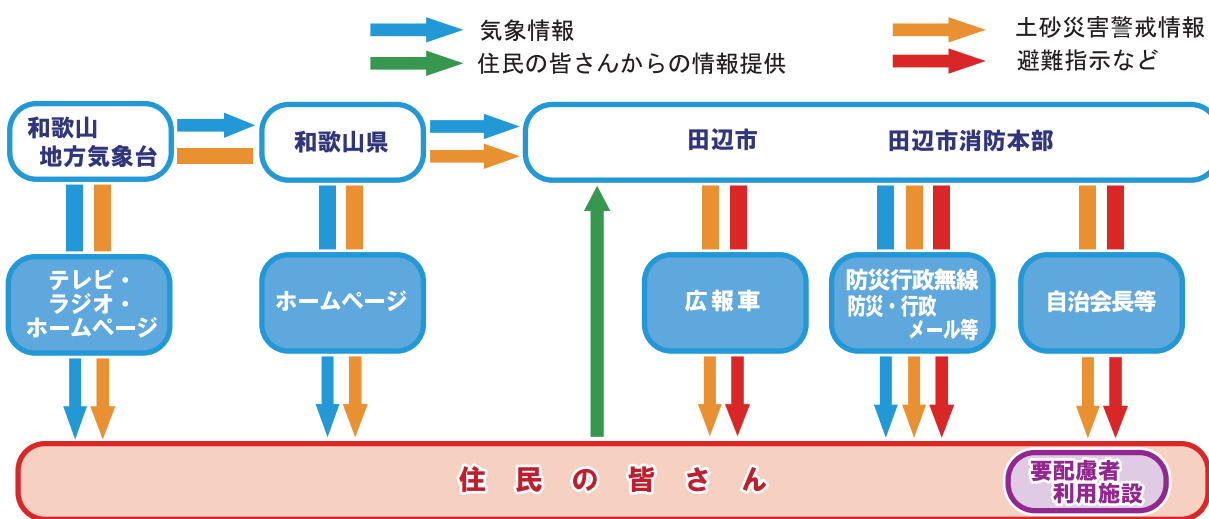 気象情報
住民の皆さんからの情報提供
土砂災害警戒情報
避難指示など
和歌山
地方気象台
和歌山県
田辺市
田辺市消防本部
テレビ・
ラジオ・
ホームページ
ホームページ
広報車
防災行政無線
防災・行政
メール等
自治会長等
住民の皆さん
要配慮者
利用施設